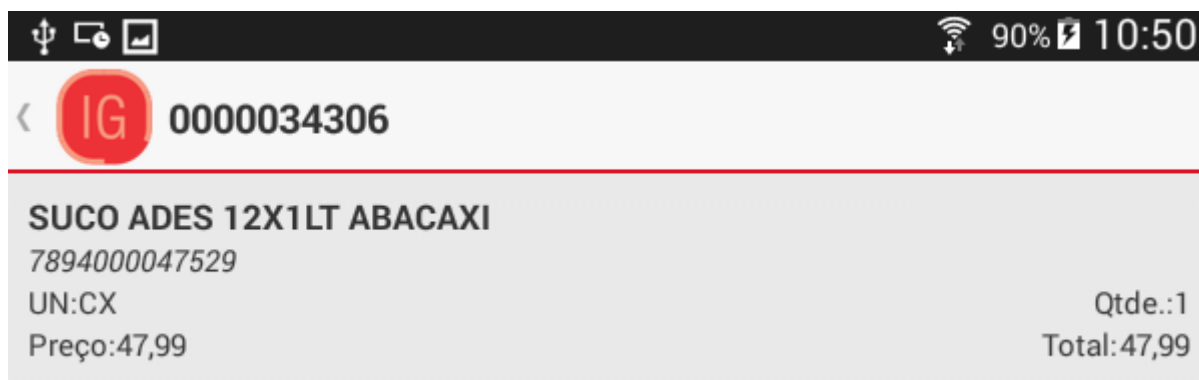 90% 10:50
IG 0000034306
SUCO ADES 12X1LT ABACAXI
7894000047529
UN:CX Qtde.:1
Preço:47,99 Total:47,99